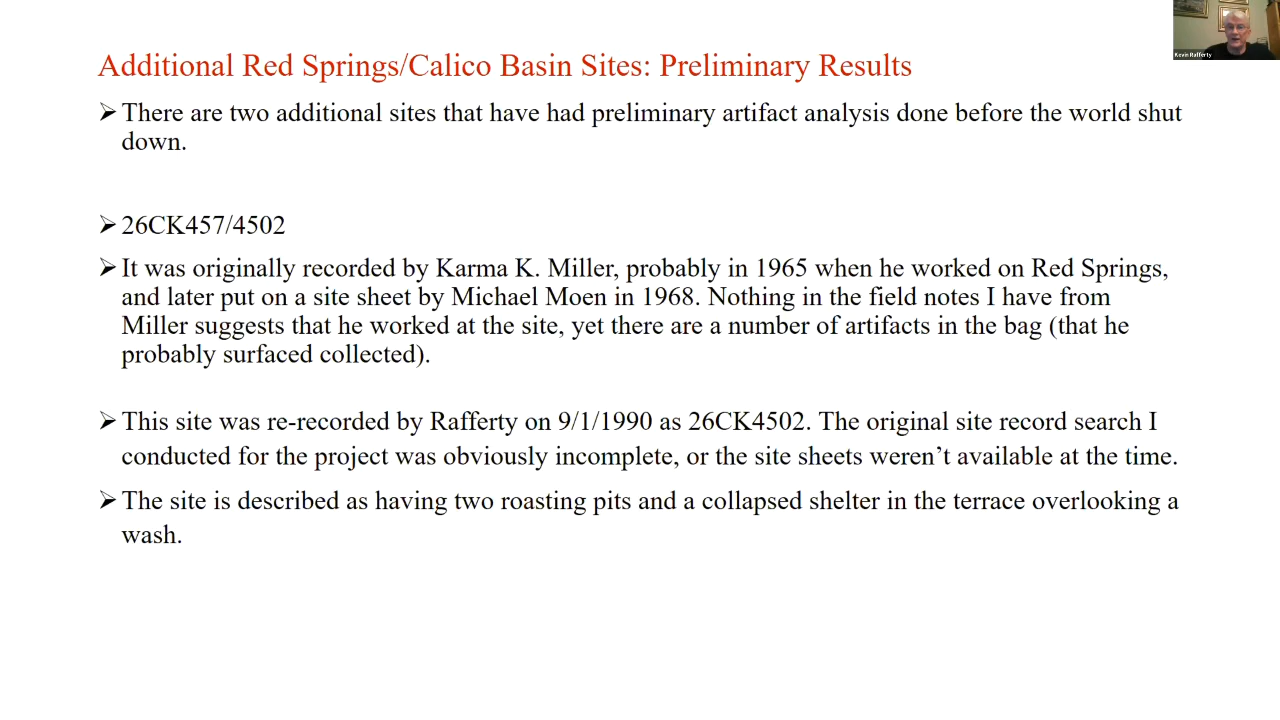 Kevin Rafferty
Additional Red Springs/Calico Basin Sites: Preliminary Results
➢There are two additional sites that have had preliminary artifact analysis done before the world shut
down.
➢26CK457/4502
➢It was originally recorded by Karma K. Miller, probably in 1965 when he worked on Red Springs,
and later put on a site sheet by Michael Moen in 1968. Nothing in the field notes I have from
Miller suggests that he worked at the site, yet there are a number of artifacts in the bag (that he
probably surfaced collected).
➢This site was re-recorded by Rafferty on 9/1/1990 as 26CK4502. The original site record search I
conducted for the project was obviously incomplete, or the site sheets weren’t available at the time.
➢The site is described as having two roasting pits and a collapsed shelter in the terrace overlooking a
wash.